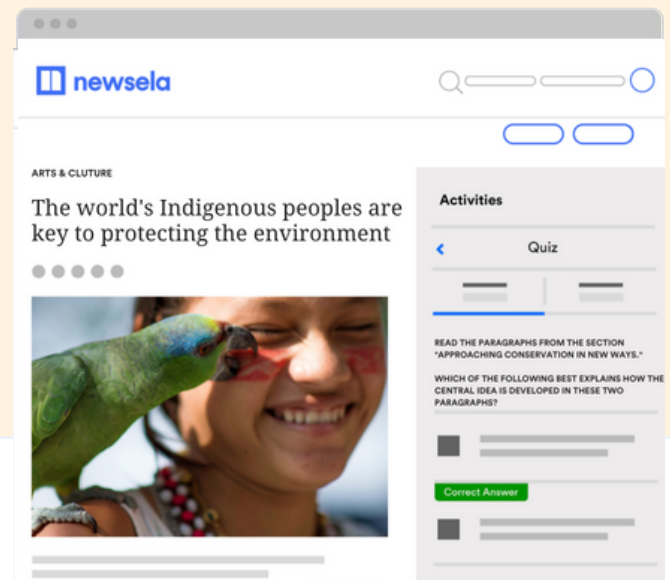 newsela
ARTS & CLUTURE
The world's Indigenous peoples are
key to protecting the environment
Activities
Quiz
READ THE PARAGRAPHS FROM THE SECTION
"APPROACHING CONSERVATION IN NEW WAYS."
WHICH OF THE FOLLOWING BEST EXPLAINS HOW THE
CENTRAL IDEA IS DEVELOPED IN THESE TWO
PARAGRAPHS?
Correct Answer